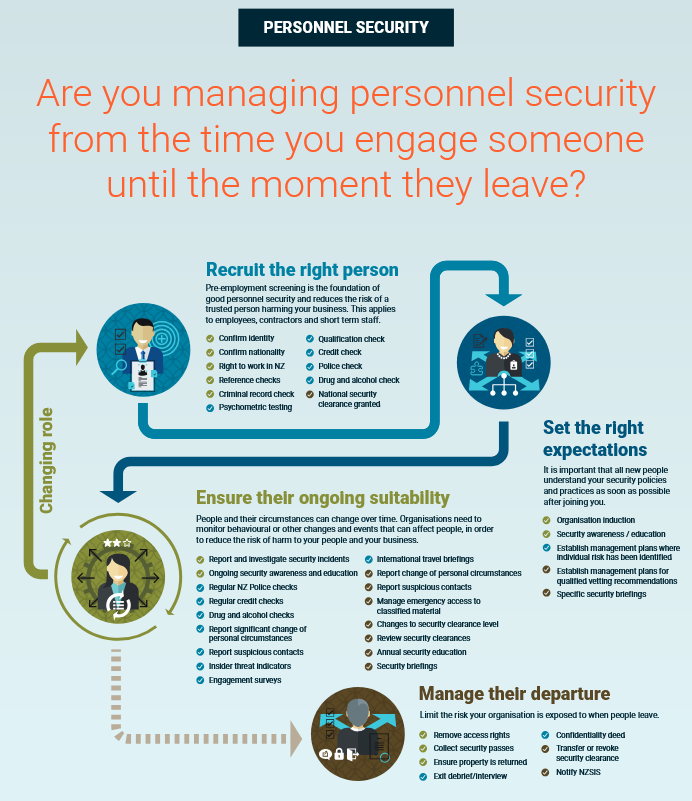 PERSONNEL SECURITY
Are you managing personnel security
from the time you engage someone
until the moment they leave?
Recruit the right person
Pre-employment screening is the foundation of
good personnel security and reduces the risk of a
trusted person harming your business. This applies
to employees, contractors and short term staff.
Confirm identity
Confirm nationality
Right to work in NZ
Reference checks
Criminal record check
Psychometric testing
Qualification check
Credit check
Police check
Drug and alcohol check
National security
clearance granted
Set the right
expectations
It is important that all new people
understand your security policies
and practices as soon as possible
after joining you.
Organisation induction
Security awareness / education
Establish management plans where
individual risk has been identified
Establish management plans for
qualified vetting recommendations
Specific security briefings
Changing role
Ensure their ongoing suitability
People and their circumstances can change over time. Organisations need to
monitor behavioural or other changes and events that can affect people, in order
to reduce the risk of harm to your people and your business.
Report and investigate security incidents
Ongoing security awareness and education
Regular NZ Police checks
Regular credit checks
Drug and alcohol checks
Report significant change of
personal circumstances
Report suspicious contacts
Insider threat indicators
Engagement surveys
International travel briefings
Report change of personal circumstances
Report suspicious contacts
Manage emergency access to
classified material
Changes to security clearance level
Review security clearances
Annual security education
Security briefings
Manage their departure
Limit the risk your organisation is exposed to when people leave.
Remove access rights
Collect security passes
Ensure property is returned
Exit debrief/interview
Confidentiality deed
Transfer or revoke
security clearance
Notify NZSIS